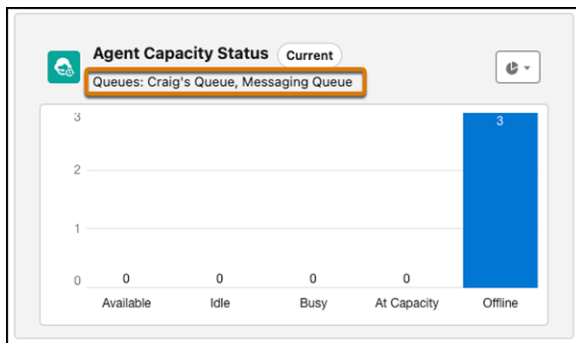 Agent Capacity Status Current
Queues: Craig's Queue, Messaging Queue
3
3
2
1
0 0 0 0 0
Available Idle Busy At Capacity Offline